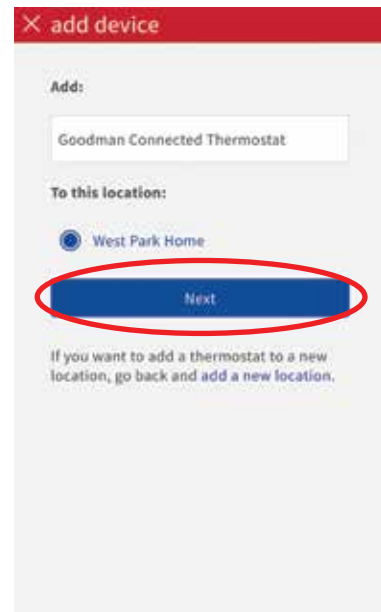 × add device
Add:
Goodman Connected Thermostat
To this location:
West Park Home
Next
If you want to add a thermostat to a new
location, go back and add a new location.